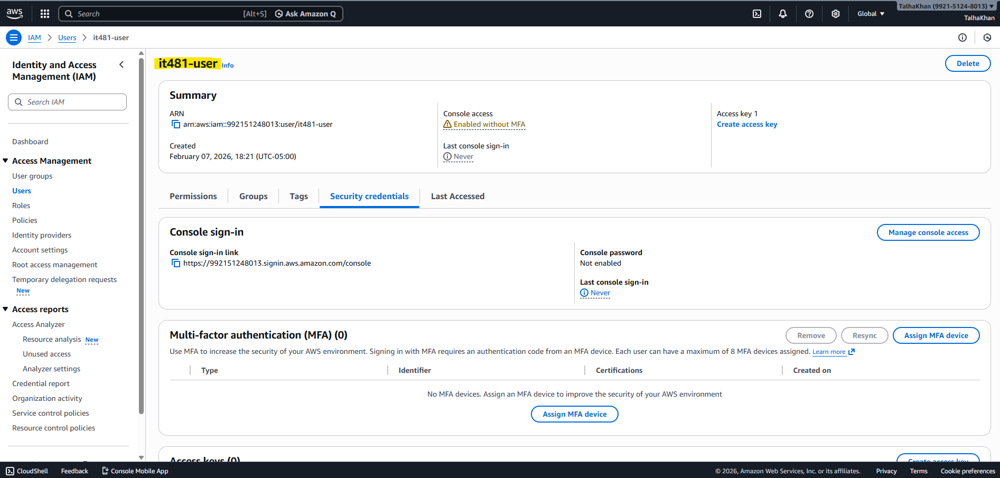 aws
Search [Alt+S] Ask Amazon Q
Global
TalhaKhan (9921-5124-8013)
TalhaKhan
IAM > Users > it481-user
Identity and Access
Management (IAM)
Search IAM
Dashboard
Access Management
User groups
Users
Roles
Policies
Identity providers
Account settings
Root access management
Temporary delegation requests
New
Access reports
Access Analyzer
Resource analysis New
Unused access
Analyzer settings
Credential report
Organization activity
Service control policies
Resource control policies
it481-user Info
Delete
Summary
ARN
arn:aws:iam::992151248013:user/it481-user
Created
February 07, 2026, 18:21 (UTC-05:00)
Console access
Enabled without MFA
Last console sign-in
Never
Access key 1
Create access key
Permissions
Groups
Tags
Security credentials
Last Accessed
Console sign-in
Manage console access
Console sign-in link
https://992151248013.signin.aws.amazon.com/console
Console password
Not enabled
Last console sign-in
Never
Multi-factor authentication (MFA) (0)
Remove
Resync
Assign MFA device
Use MFA to increase the security of your AWS environment. Signing in with MFA requires an authentication code from an MFA device. Each user can have a maximum of 8 MFA devices assigned. Learn more
Type
Identifier
Certifications
Created on
No MFA devices. Assign an MFA device to improve the security of your AWS environment
Assign MFA device
Access keys (0)
Create access key
CloudShell
Feedback
Console Mobile App
© 2026, Amazon Web Services, Inc. or its affiliates.
Privacy
Terms
Cookie preferences